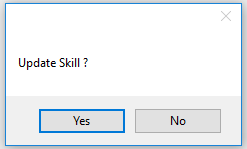 Update Skill ?
Yes
No